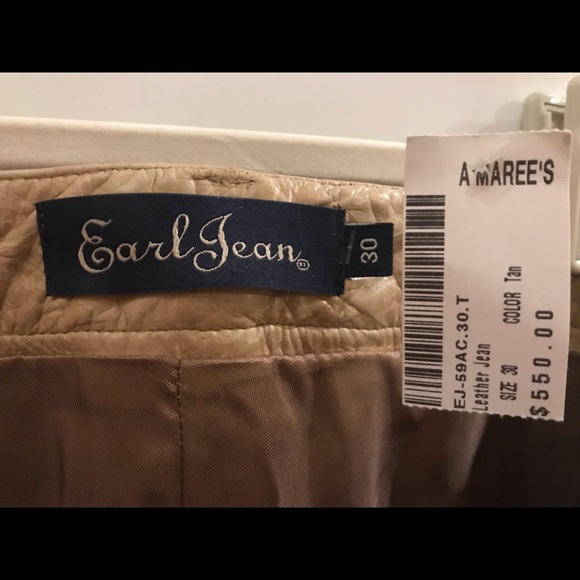 Earl Jean
30
A'MAREE'S
EJ-59AC.30.T
Leather Jean
SIZE 30 COLOR Tan
$550.00